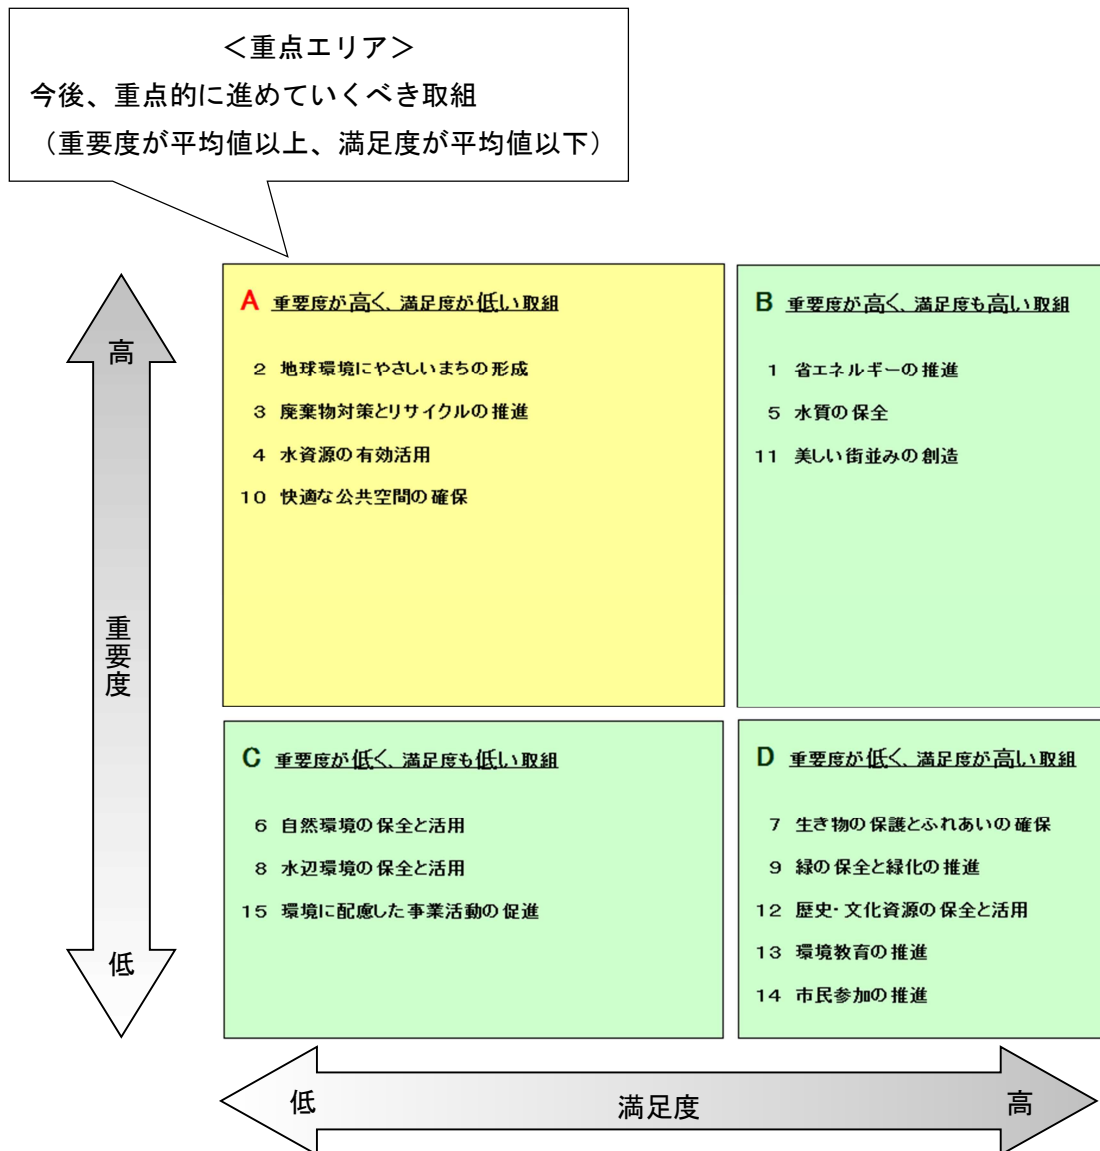 ＜重点エリア＞
今後、重点的に進めていくべき取組
（重要度が平均値以上、満足度が平均値以下）
高
重要度
低
A 重要度が高く、満足度が低い取組
2 地球環境にやさしいまちの形成
3 廃棄物対策とリサイクルの推進
4 水資源の有効活用
10 快適な公共空間の確保
B 重要度が高く、満足度も高い取組
1 省エネルギーの推進
5 水質の保全
11 美しい街並みの創造
C 重要度が低く、満足度も低い取組
6 自然環境の保全と活用
8 水辺環境の保全と活用
15 環境に配慮した事業活動の促進
D 重要度が低く、満足度が高い取組
7 生き物の保護とふれあいの確保
9 緑の保全と緑化の推進
12 歴史・文化資源の保全と活用
13 環境教育の推進
14 市民参加の推進
低 満足度 高